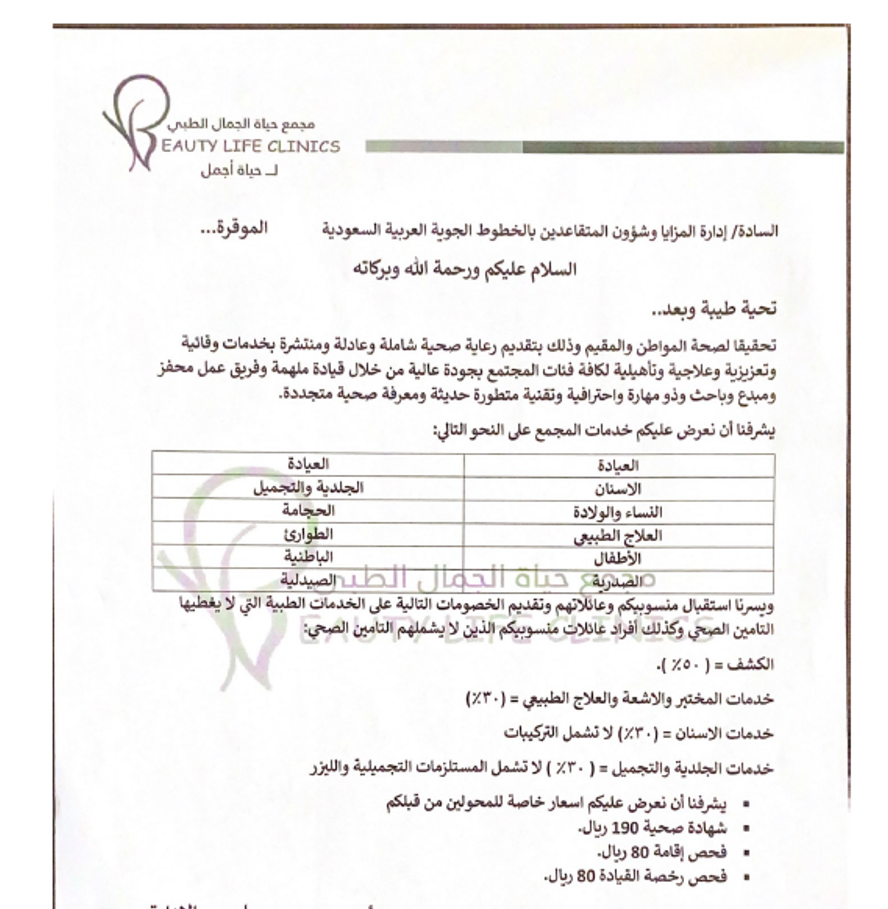 مجمع حياة الجمال الطبي
BEAUTY LIFE CLINICS
لـ حياة أجمل
السادة/ إدارة المزايا وشؤون المتقاعدين بالخطوط الجوية العربية السعودية الموقرة...
السلام عليكم ورحمة الله وبركاته
تحية طيبة وبعد..
تحقيقا لصحة المواطن والمقيم وذلك بتقديم رعاية صحية شاملة وعادلة ومنتشرة بخدمات وقائية
وتعزيزية وعلاجية وتأهيلية لكافة فئات المجتمع بجودة عالية من خلال قيادة ملهمة وفريق عمل محفز
ومبدع وباحث وذو مهارة واحترافية وتقنية متطورة حديثة ومعرفة صحية متجددة.
يشرفنا أن نعرض عليكم خدمات المجمع على النحو التالي:
العيادة العيادة
الاسنان الجلدية والتجميل
النساء والولادة الحجامة
العلاج الطبيعي الطوارئ
الأطفال الباطنية
الصدرية الصيدلية
مجمع حياة الجمال الطبي
BEAUTY LIFE CLINICS
ويسرنا استقبال منسوبيكم وعائلاتهم وتقديم الخصومات التالية على الخدمات الطبية التي لا يغطيها
التامين الصحي وكذلك أفراد عائلات منسوبيكم الذين لا يشملهم التامين الصحي:
الكشف = ( ٥٠٪ ).
خدمات المختبر والاشعة والعلاج الطبيعي = (٣٠٪)
خدمات الاسنان = (٣٠٪) لا تشمل التركيبات
خدمات الجلدية والتجميل = ( ٣٠٪ ) لا تشمل المستلزمات التجميلية والليزر
▪ يشرفنا أن نعرض عليكم اسعار خاصة للمحولين من قبلكم
▪ شهادة صحية 190 ريال.
▪ فحص إقامة 80 ريال.
▪ فحص رخصة القيادة 80 ريال.